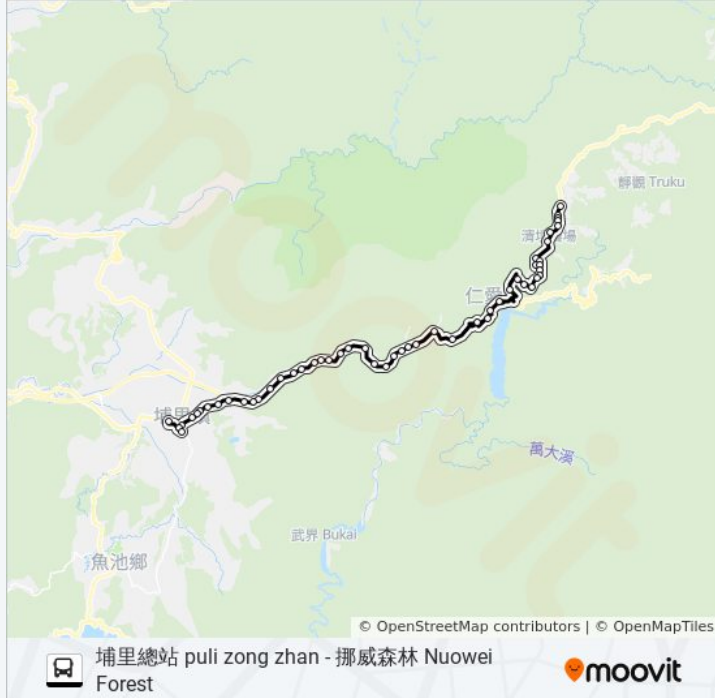 靜觀 Truku
清境農場
仁愛
埔里鎮
萬大溪
武界 Bukai
魚池鄉
© OpenStreetMap contributors | © OpenMapTiles
埔里總站 puli zong zhan - 挪威森林 Nuowei
Forest
moovit